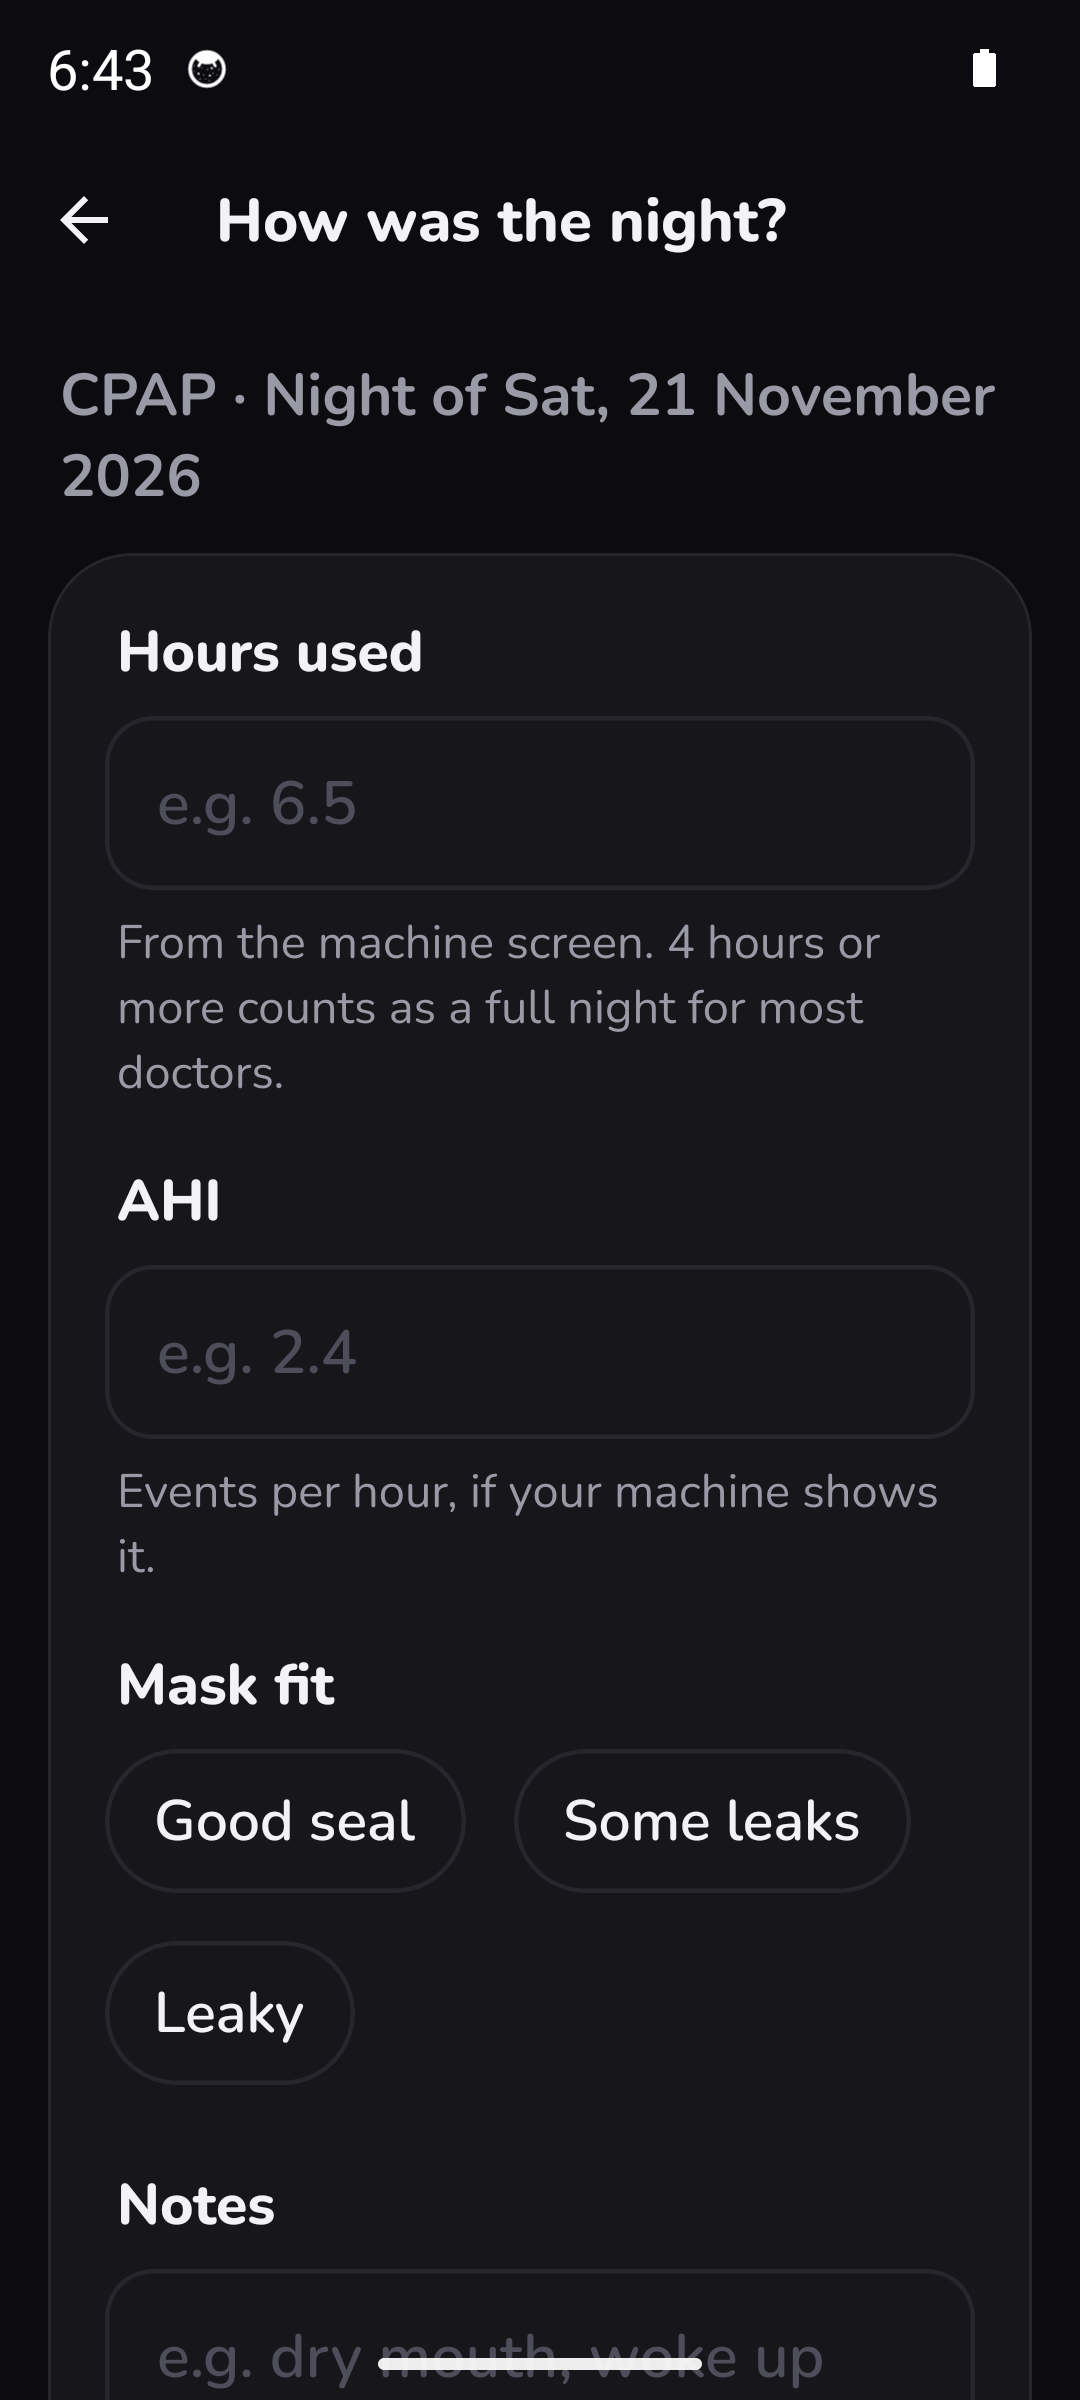 6:43
How was the night?
CPAP · Night of Sat, 21 November
2026
Hours used
e.g. 6.5
From the machine screen. 4 hours or
more counts as a full night for most
doctors.
AHI
e.g. 2.4
Events per hour, if your machine shows
it.
Mask fit
Good seal
Some leaks
Leaky
Notes
e.g. dry mouth, woke up